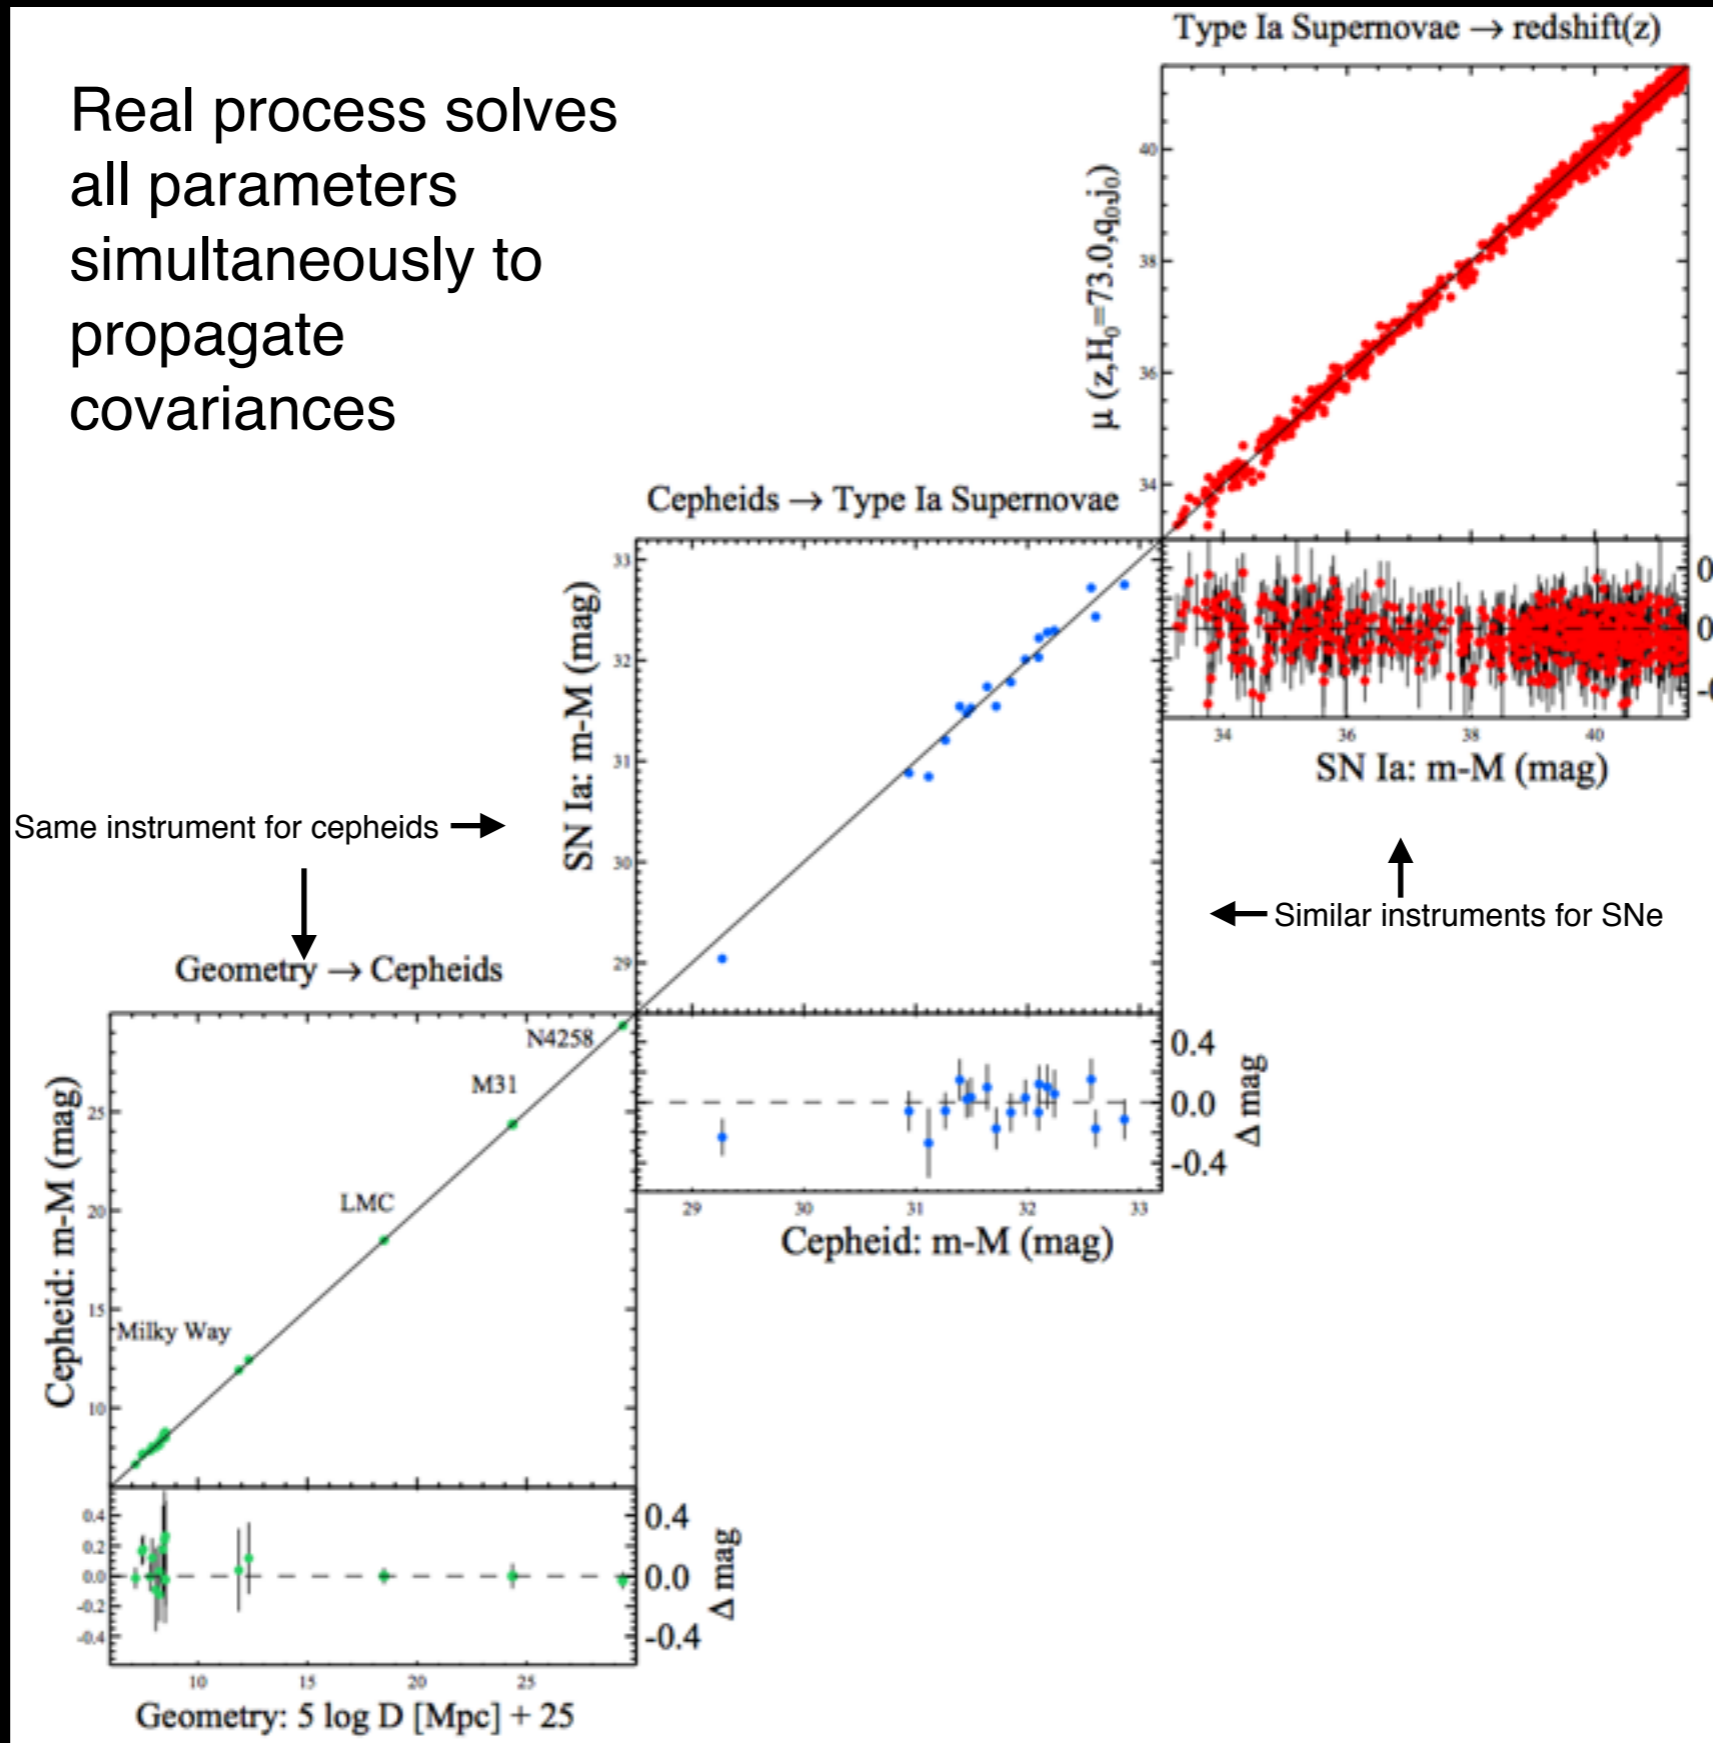 Type Ia Supernovae → redshift(z)
Real process solves
all parameters
simultaneously to
propagate
covariances
μ (z,H₀=73.0,q₀,j₀)
40
38
36
34
0
0
-0
34 36 38 40
SN Ia: m-M (mag)
Cepheids → Type Ia Supernovae
SN Ia: m-M (mag)
33
32
31
30
29
Same instrument for cepheids
Similar instruments for SNe
0.4
0.0
-0.4
Δ mag
29 30 31 32 33
Cepheid: m-M (mag)
Geometry → Cepheids
Cepheid: m-M (mag)
N4258
M31
LMC
Milky Way
25
20
15
10
0.4
0.2
0.0
-0.2
-0.4
0.4
0.0
-0.4
Δ mag
10 15 20 25
Geometry: 5 log D [Mpc] + 25